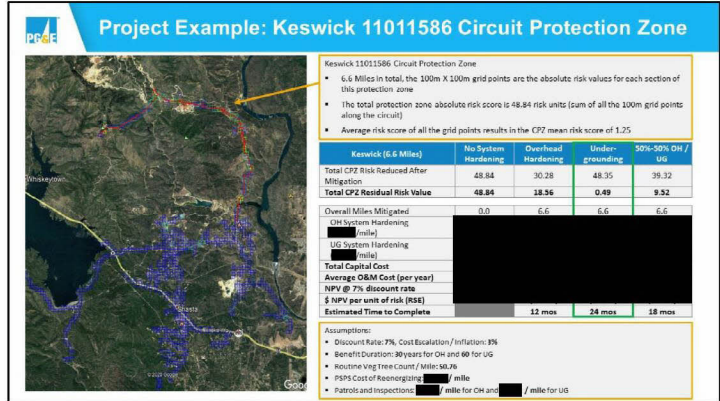 PG&E
Project Example: Keswick 11011586 Circuit Protection Zone
Keswick 11011586 Circuit Protection Zone
▪ 6.6 Miles in total, the 100m X 100m grid points are the absolute risk values for each section of
this protection zone
▪ The total protection zone absolute risk score is 48.84 risk units (sum of all the 100m grid points
along the circuit)
▪ Average risk score of all the grid points results in the CPZ mean risk score of 1.25
Keswick (6.6 Miles) No System Hardening Overhead Hardening Under-grounding 50%-50% OH / UG
Total CPZ Risk Reduced After Mitigation 48.84 30.28 48.35 39.32
Total CPZ Residual Risk Value 48.84 18.56 0.49 9.52
Overall Miles Mitigated 0.0 6.6 6.6 6.6
OH System Hardening
/mile)
UG System Hardening
/mile)
Total Capital Cost
Average O&M Cost (per year)
NPV @ 7% discount rate
$ NPV per unit of risk (RSE)
Estimated Time to Complete 12 mos 24 mos 18 mos
Assumptions:
▪ Discount Rate: 7%, Cost Escalation / Inflation: 3%
▪ Benefit Duration: 30 years for OH and 60 for UG
▪ Routine Veg Tree Count / Mile: 50.76
▪ PSPS Cost of Reenergizing: / mile
▪ Patrols and Inspections: / mile for OH and / mile for UG
Whiskeytown
Shasta
© 2020 Google
Goo